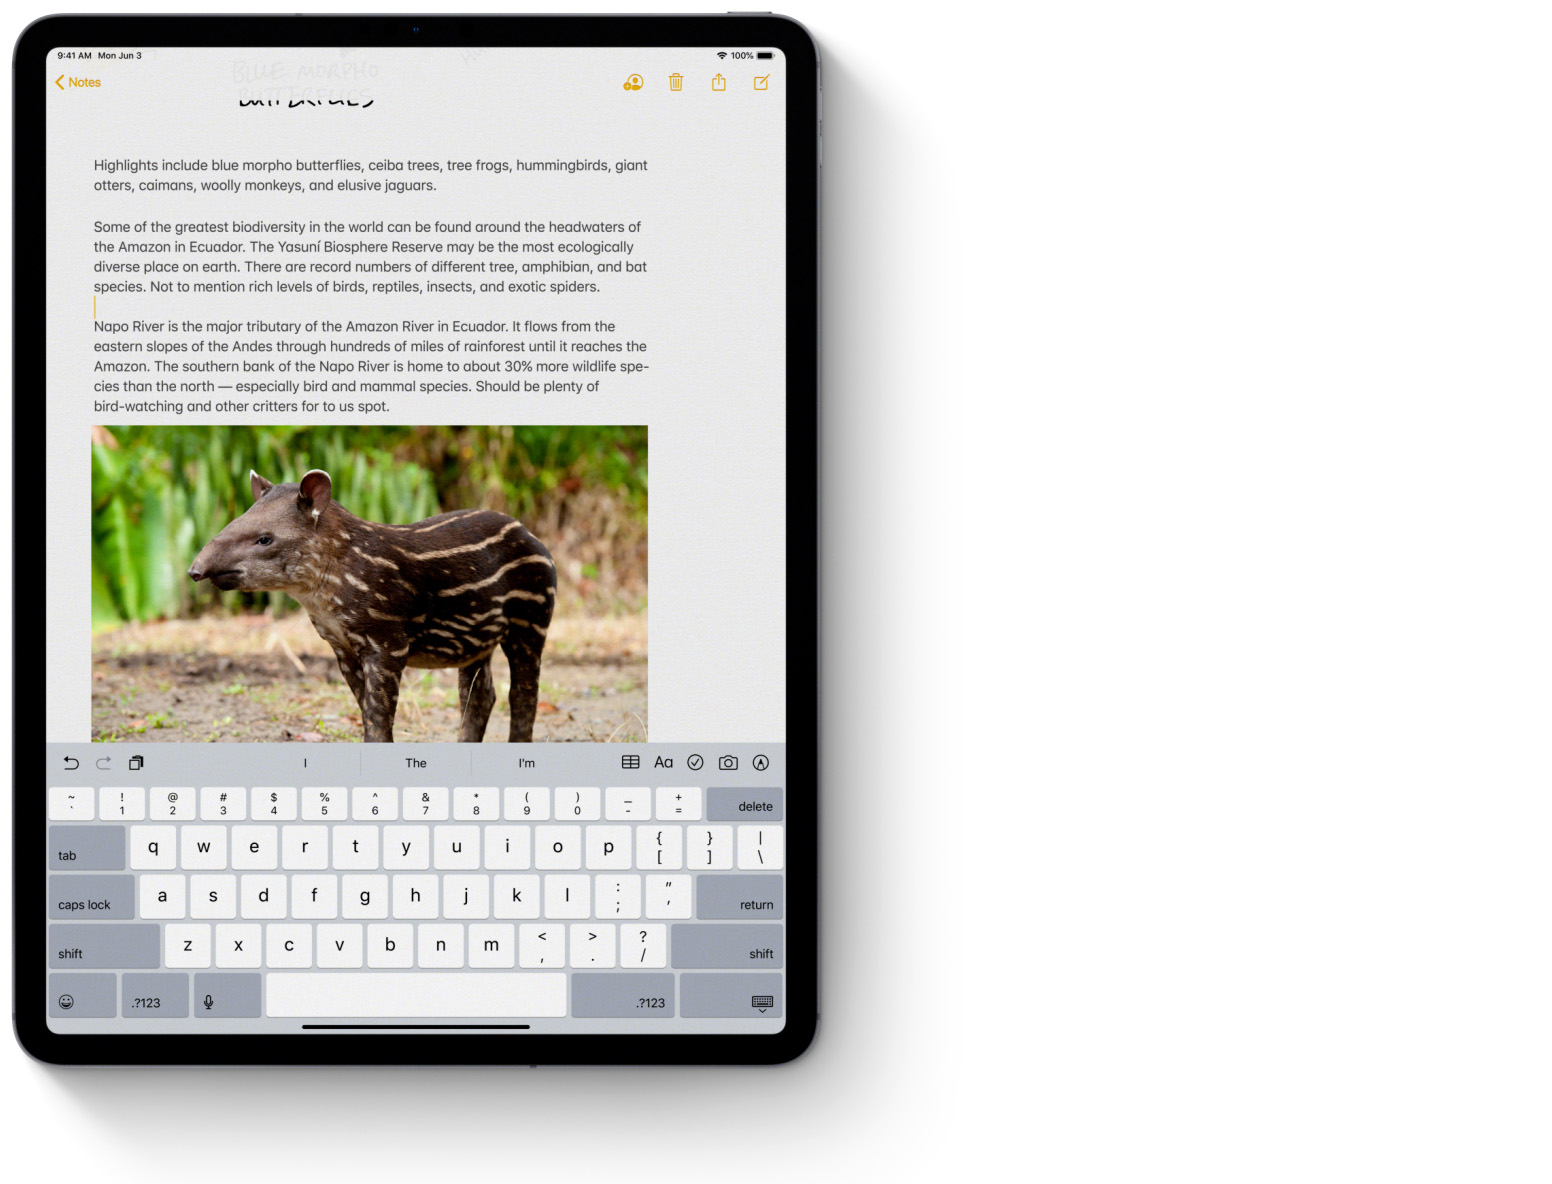 9:41 AM Mon Jun 3
100%
BLUE MORPHO
Notes
BUTTERFLIES
Highlights include blue morpho butterflies, ceiba trees, tree frogs, hummingbirds, giant
otters, caimans, woolly monkeys, and elusive jaguars.
Some of the greatest biodiversity in the world can be found around the headwaters of
the Amazon in Ecuador. The Yasuní Biosphere Reserve may be the most ecologically
diverse place on earth. There are record numbers of different tree, amphibian, and bat
species. Not to mention rich levels of birds, reptiles, insects, and exotic spiders.
Napo River is the major tributary of the Amazon River in Ecuador. It flows from the
eastern slopes of the Andes through hundreds of miles of rainforest until it reaches the
Amazon. The southern bank of the Napo River is home to about 30% more wildlife spe-
cies than the north — especially bird and mammal species. Should be plenty of
bird-watching and other critters for to us spot.
I The I'm Aa
~ ! @ # $ % ^ & * ( ) _ +
` 1 2 3 4 5 6 7 8 9 0 - = delete
tab q w e r t y u i o p { [ } ] | \
caps lock a s d f g h j k l : ; " ' return
shift z x c v b n m < , > . ? / shift
.?123 .?123